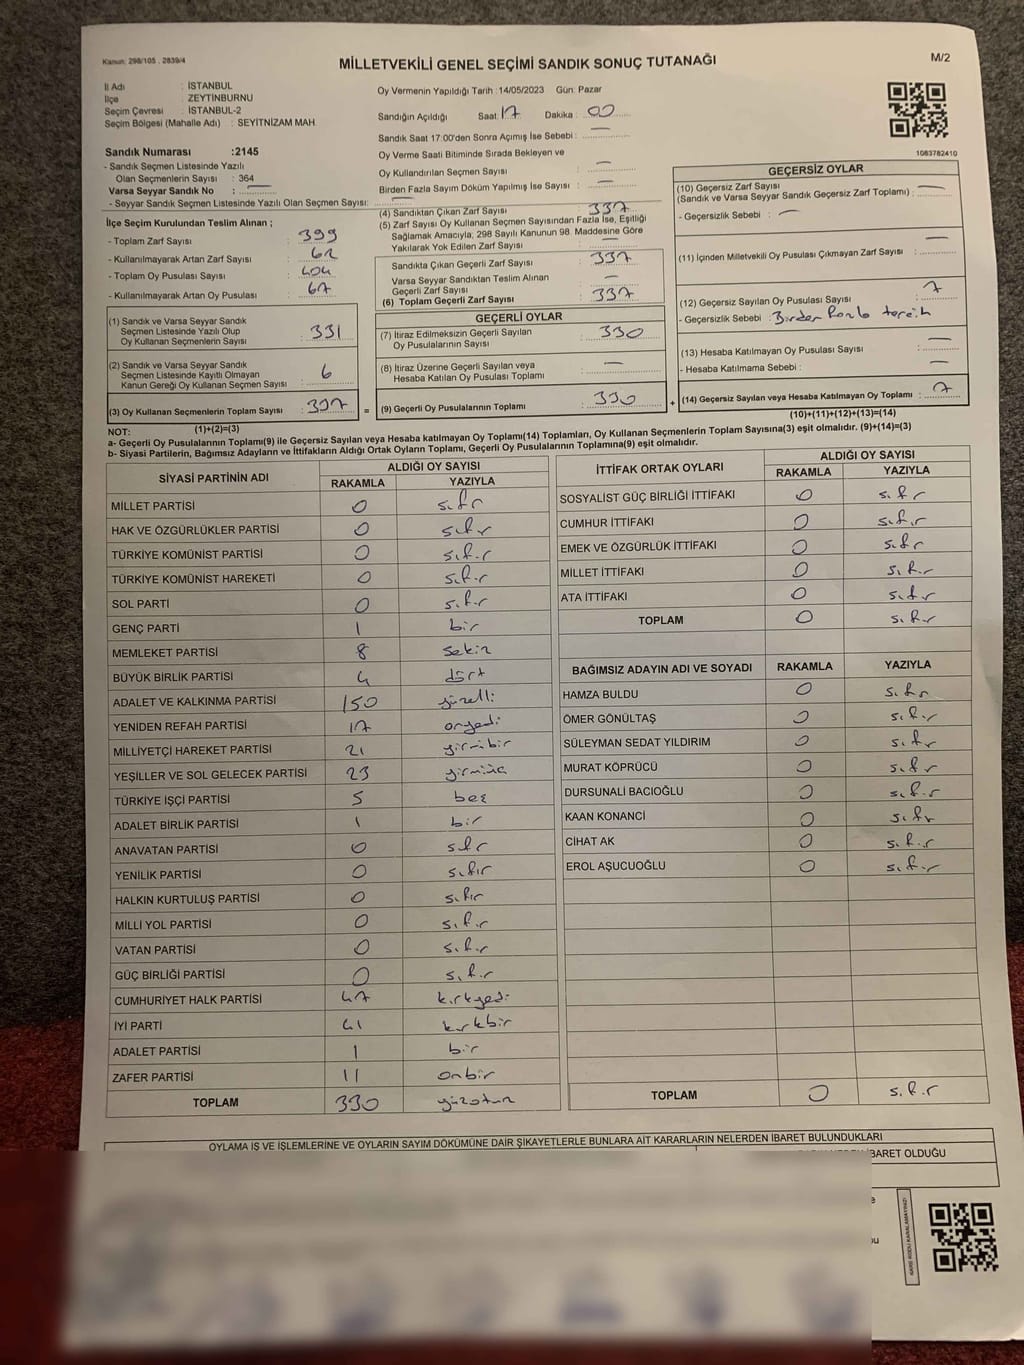 Kanun: 298/105 , 2839/4
MİLLETVEKİLİ GENEL SEÇİMİ SANDIK SONUÇ TUTANAĞI
M/2
İl Adı : İSTANBUL
İlçe : ZEYTİNBURNU
Seçim Çevresi : İSTANBUL-2
Seçim Bölgesi (Mahalle Adı) : SEYİTNİZAM MAH.
Sandık Numarası :2145
- Sandık Seçmen Listesinde Yazılı
Olan Seçmenlerin Sayısı : 364
Varsa Seyyar Sandık No : —
- Seyyar Sandık Seçmen Listesinde Yazılı Olan Seçmen Sayısı: —
Oy Vermenin Yapıldığı Tarih :14/05/2023 Gün: Pazar
Sandığın Açıldığı Saat: 17 Dakika : 00
Sandık Saat 17:00'den Sonra Açımış İse Sebebi : —
Oy Verme Saati Bitiminde Sırada Bekleyen ve
Oy Kullandırılan Seçmen Sayısı : —
Birden Fazla Sayım Döküm Yapılmış İse Sayısı : —
1083782410
İlçe Seçim Kurulundan Teslim Alınan ;
- Toplam Zarf Sayısı : 399
- Kullanılmayarak Artan Zarf Sayısı : 62
- Toplam Oy Pusulası Sayısı : 404
- Kullanılmayarak Artan Oy Pusulası : 67
(1) Sandık ve Varsa Seyyar Sandık
Seçmen Listesinde Yazılı Olup
Oy Kullanan Seçmenlerin Sayısı : 331
(2) Sandık ve Varsa Seyyar Sandık
Seçmen Listesinde Kayıtlı Olmayan
Kanun Gereği Oy Kullanan Seçmen Sayısı : 6
(3) Oy Kullanan Seçmenlerin Toplam Sayısı : 337
(1)+(2)=(3)
(4) Sandıktan Çıkan Zarf Sayısı : 337
(5) Zarf Sayısı Oy Kullanan Seçmen Sayısından Fazla İse, Eşitliği
Sağlamak Amacıyla; 298 Sayılı Kanunun 98. Maddesine Göre
Yakılarak Yok Edilen Zarf Sayısı : —
Sandıkta Çıkan Geçerli Zarf Sayısı : 337
Varsa Seyyar Sandıktan Teslim Alınan
Geçerli Zarf Sayısı : —
(6) Toplam Geçerli Zarf Sayısı : 337
GEÇERLİ OYLAR
(7) İtiraz Edilmeksizin Geçerli Sayılan
Oy Pusulalarının Sayısı : 330
(8) İtiraz Üzerine Geçerli Sayılan veya
Hesaba Katılan Oy Pusulası Toplamı : —
= (9) Geçerli Oy Pusulalarının Toplamı : 330 +
GEÇERSİZ OYLAR
(10) Geçersiz Zarf Sayısı
(Sandık ve Varsa Seyyar Sandık Geçersiz Zarf Toplamı) : —
- Geçersizlik Sebebi : —
(11) İçinden Milletvekili Oy Pusulası Çıkmayan Zarf Sayısı : —
(12) Geçersiz Sayılan Oy Pusulası Sayısı : 7
- Geçersizlik Sebebi : Birden Fazla tercih
(13) Hesaba Katılmayan Oy Pusulası Sayısı : —
- Hesaba Katılmama Sebebi : —
(14) Geçersiz Sayılan veya Hesaba Katılmayan Oy Toplamı : 7
(10)+(11)+(12)+(13)=(14)
NOT:
a- Geçerli Oy Pusulalarının Toplamı(9) ile Geçersiz Sayılan veya Hesaba katılmayan Oy Toplamı(14) Toplamları, Oy Kullanan Seçmenlerin Toplam Sayısına(3) eşit olmalıdır. (9)+(14)=(3)
b- Siyasi Partilerin, Bağımsız Adayların ve İttifakların Aldığı Ortak Oyların Toplamı, Geçerli Oy Pusulalarının Toplamına(9) eşit olmalıdır.
SİYASİ PARTİNİN ADI
ALDIĞI OY SAYISI
RAKAMLA YAZIYLA
MİLLET PARTİSİ 0 sıfır
HAK VE ÖZGÜRLÜKLER PARTİSİ 0 sıfır
TÜRKİYE KOMÜNİST PARTİSİ 0 sıfır
TÜRKİYE KOMÜNİST HAREKETİ 0 sıfır
SOL PARTİ 0 sıfır
GENÇ PARTİ 1 bir
MEMLEKET PARTİSİ 8 sekiz
BÜYÜK BİRLİK PARTİSİ 4 dört
ADALET VE KALKINMA PARTİSİ 150 yüzelli
YENİDEN REFAH PARTİSİ 17 onyedi
MİLLİYETÇİ HAREKET PARTİSİ 21 yirmibir
YEŞİLLER VE SOL GELECEK PARTİSİ 23 yirmiüç
TÜRKİYE İŞÇİ PARTİSİ 5 beş
ADALET BİRLİK PARTİSİ 1 bir
ANAVATAN PARTİSİ 0 sıfır
YENİLİK PARTİSİ 0 sıfır
HALKIN KURTULUŞ PARTİSİ 0 sıfır
MİLLİ YOL PARTİSİ 0 sıfır
VATAN PARTİSİ 0 sıfır
GÜÇ BİRLİĞİ PARTİSİ 0 sıfır
CUMHURİYET HALK PARTİSİ 47 kırkyedi
İYİ PARTİ 41 kırkbir
ADALET PARTİSİ 1 bir
ZAFER PARTİSİ 11 onbir
TOPLAM 330
İTTİFAK ORTAK OYLARI
ALDIĞI OY SAYISI
RAKAMLA YAZIYLA
SOSYALİST GÜÇ BİRLİĞİ İTTİFAKI 0 sıfır
CUMHUR İTTİFAKI 0 sıfır
EMEK VE ÖZGÜRLÜK İTTİFAKI 0 sıfır
MİLLET İTTİFAKI 0 sıfır
ATA İTTİFAKI 0 sıfır
TOPLAM 0 sıfır
BAĞIMSIZ ADAYIN ADI VE SOYADI RAKAMLA YAZIYLA
HAMZA BULDU 0 sıfır
ÖMER GÖNÜLTAŞ 0 sıfır
SÜLEYMAN SEDAT YILDIRIM 0 sıfır
MURAT KÖPRÜCÜ 0 sıfır
DURSUNALİ BACIOĞLU 0 sıfır
KAAN KONANCİ 0 sıfır
CİHAT AK 0 sıfır
EROL AŞUCUOĞLU 0 sıfır
TOPLAM 0 sıfır
OYLAMA İŞ VE İŞLEMLERİNE VE OYLARIN SAYIM DÖKÜMÜNE DAİR ŞİKAYETLERLE BUNLARA AİT KARARLARIN NELERDEN İBARET BULUNDUKLARI
İBARET OLDUĞU
KARE KODU KARALAMAYINIZ!